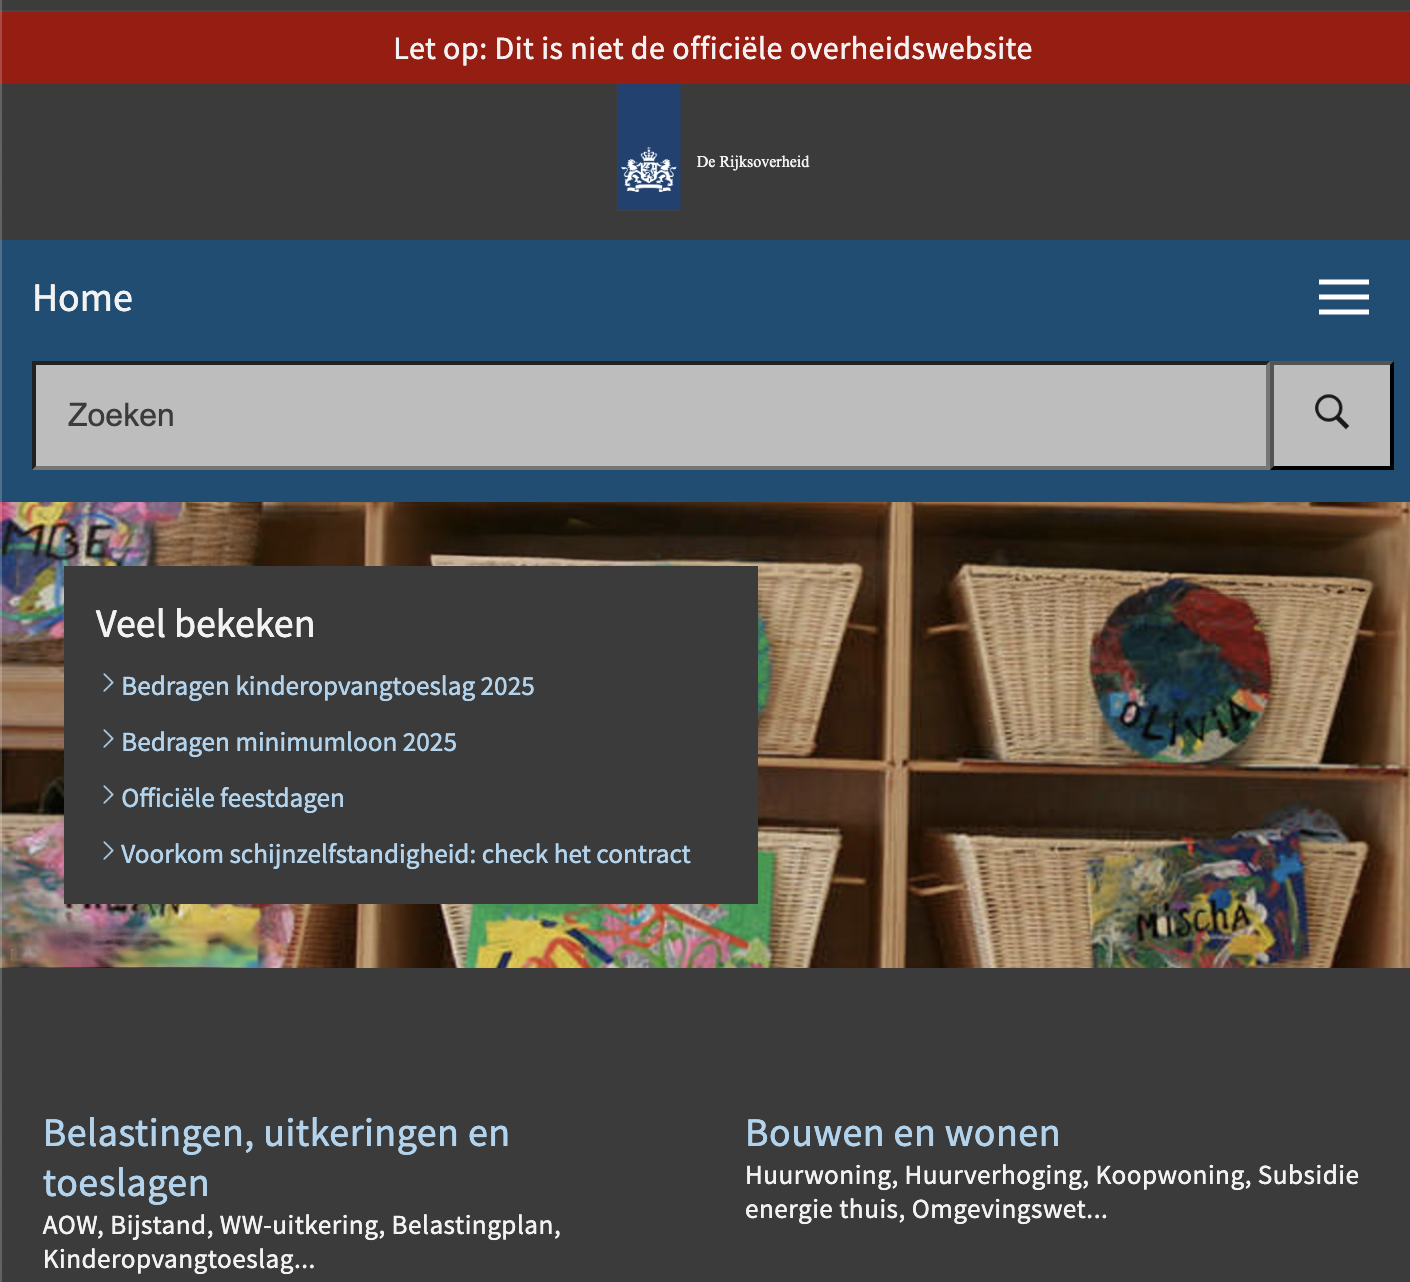 Let op: Dit is niet de officiële overheidswebsite
De Rijksoverheid
Home
Zoeken
MBE
Veel bekeken
Bedragen kinderopvangtoeslag 2025
Bedragen minimumloon 2025
Officiële feestdagen
Voorkom schijnzelfstandigheid: check het contract
OLIVIA
MischA
Belastingen, uitkeringen en
toeslagen
AOW, Bijstand, WW-uitkering, Belastingplan,
Kinderopvangtoeslag...
Bouwen en wonen
Huurwoning, Huurverhoging, Koopwoning, Subsidie
energie thuis, Omgevingswet...